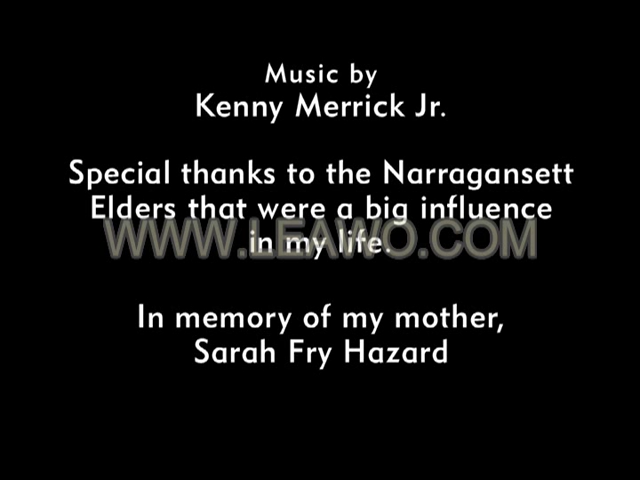 Music by
Kenny Merrick Jr.
Special thanks to the Narragansett
Elders that were a big influence
in my life.
WWW.LEAWO.COM
In memory of my mother,
Sarah Fry Hazard